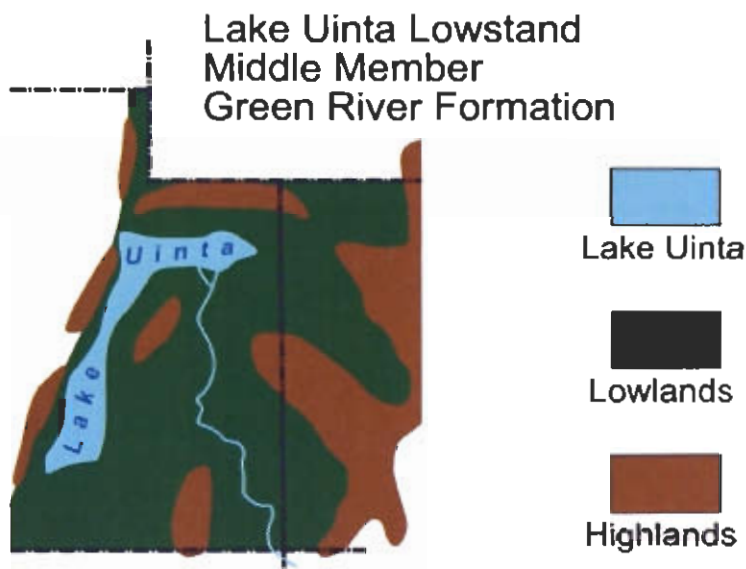 Lake Uinta Lowstand
Middle Member
Green River Formation
Uinta
Lake
Lake Uinta
Lowlands
Highlands